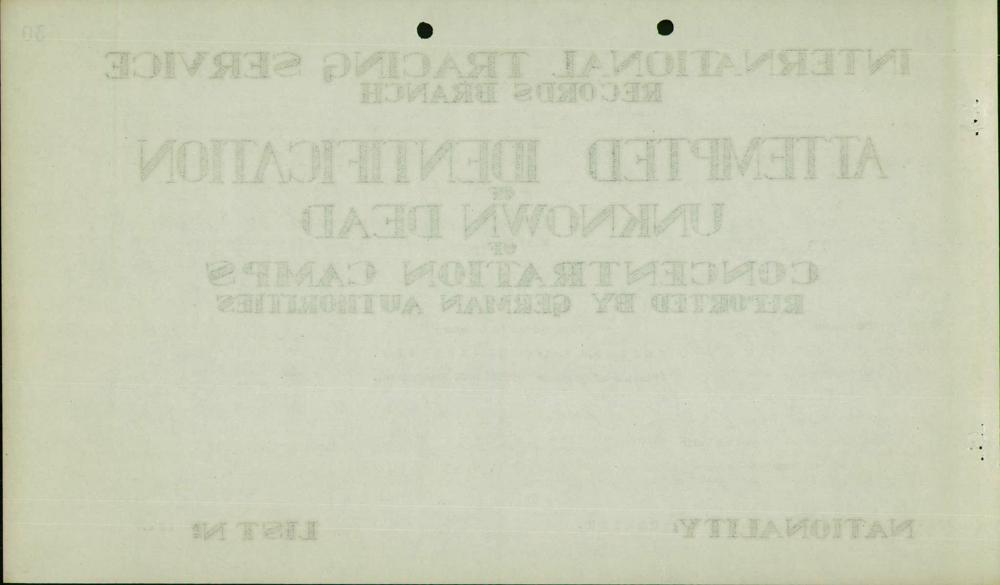 30
INTERNATIONAL TRACING SERVICE
RECORDS BRANCH
ATTEMPTED IDENTIFICATION
OF
UNKNOWN DEAD
OF
CONCENTRATION CAMPS
REPORTED BY GERMAN AUTHORITIES
NATIONALITY: LIST Nº